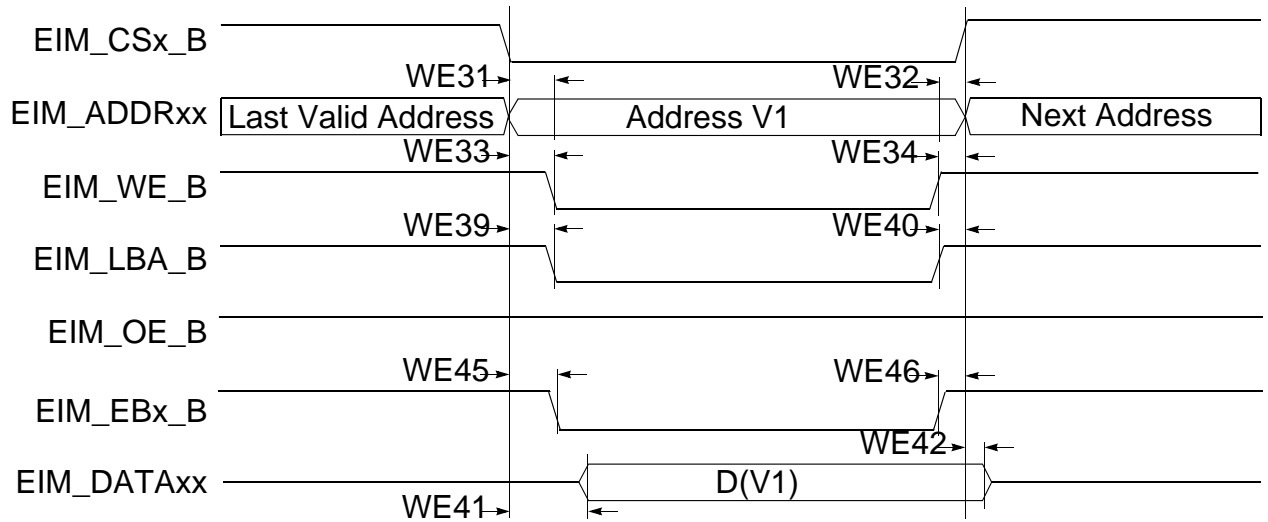 EIM_CSx_B
WE31 WE32
EIM_ADDRxx Last Valid Address Address V1 Next Address
WE33 WE34
EIM_WE_B
WE39 WE40
EIM_LBA_B
EIM_OE_B
WE45 WE46
EIM_EBx_B
WE42
EIM_DATAxx D(V1)
WE41